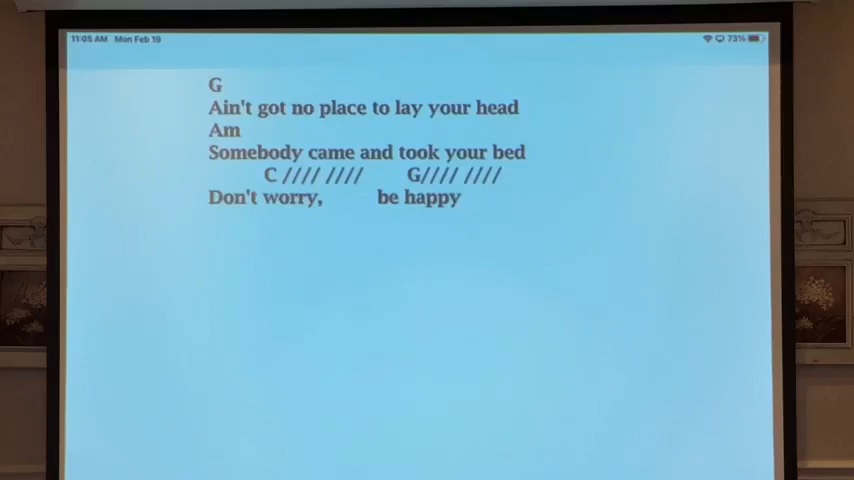 11:05 AM Mon Feb 19
73%
G
Ain't got no place to lay your head
Am
Somebody came and took your bed
C //// //// G//// ////
Don't worry, be happy